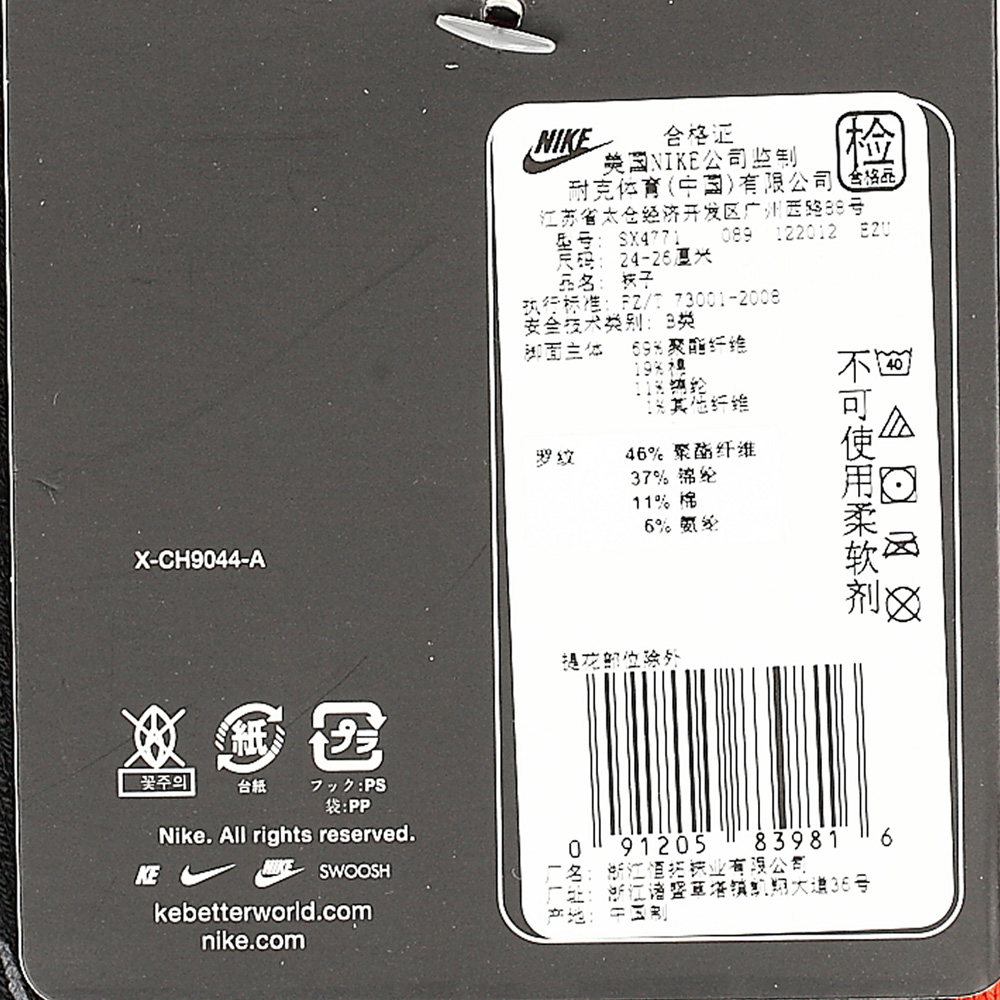 NIKE
合格证
检
合格品
美国NIKE公司监制
耐克体育(中国)有限公司
江苏省太仓经济开发区广州西路88号
型号: SX4771 089 122012 EZU
尺码: 24-26厘米
品名: 袜子
执行标准: FZ/T 73001-2008
安全技术类别: B类
脚面主体 69%聚酯纤维
19%棉
11%锦纶
1%其他纤维
罗纹 46% 聚酯纤维
37% 锦纶
11% 棉
6% 氨纶
提花部位除外
40
不可使用柔软剂
0 91205 83981 6
厂名: 浙江恒拓袜业有限公司
厂址: 浙江诸暨草塔镇凯翔大道36号
产地: 中国制
X-CH9044-A
꽃주의
紙
台紙
プラ
フック:PS
袋:PP
Nike. All rights reserved.
KE NIKE SWOOSH
kebetterworld.com
nike.com